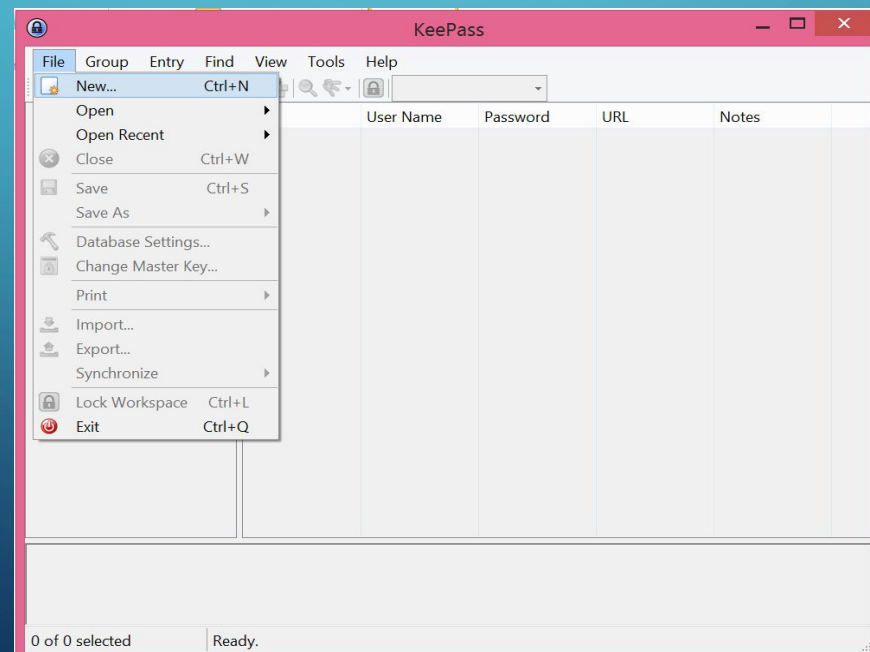 KeePass
File Group Entry Find View Tools Help
New... Ctrl+N
Open
Open Recent
Close Ctrl+W
Save Ctrl+S
Save As
Database Settings...
Change Master Key...
Print
Import...
Export...
Synchronize
Lock Workspace Ctrl+L
Exit Ctrl+Q
User Name Password URL Notes
0 of 0 selected Ready.